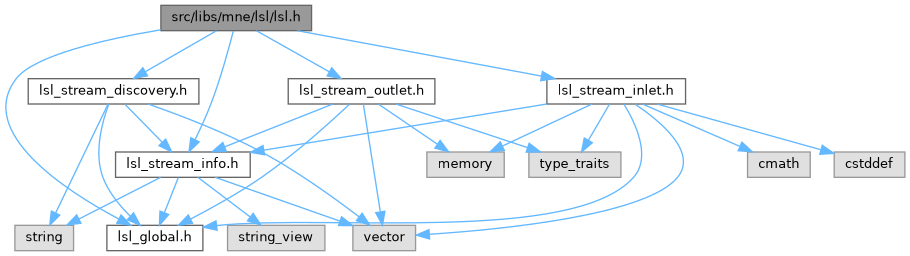 src/libs/mne/lsl/lsl.h
lsl_stream_discovery.h
lsl_stream_outlet.h
lsl_stream_inlet.h
lsl_stream_info.h
memory
type_traits
cmath
cstddef
string
lsl_global.h
string_view
vector